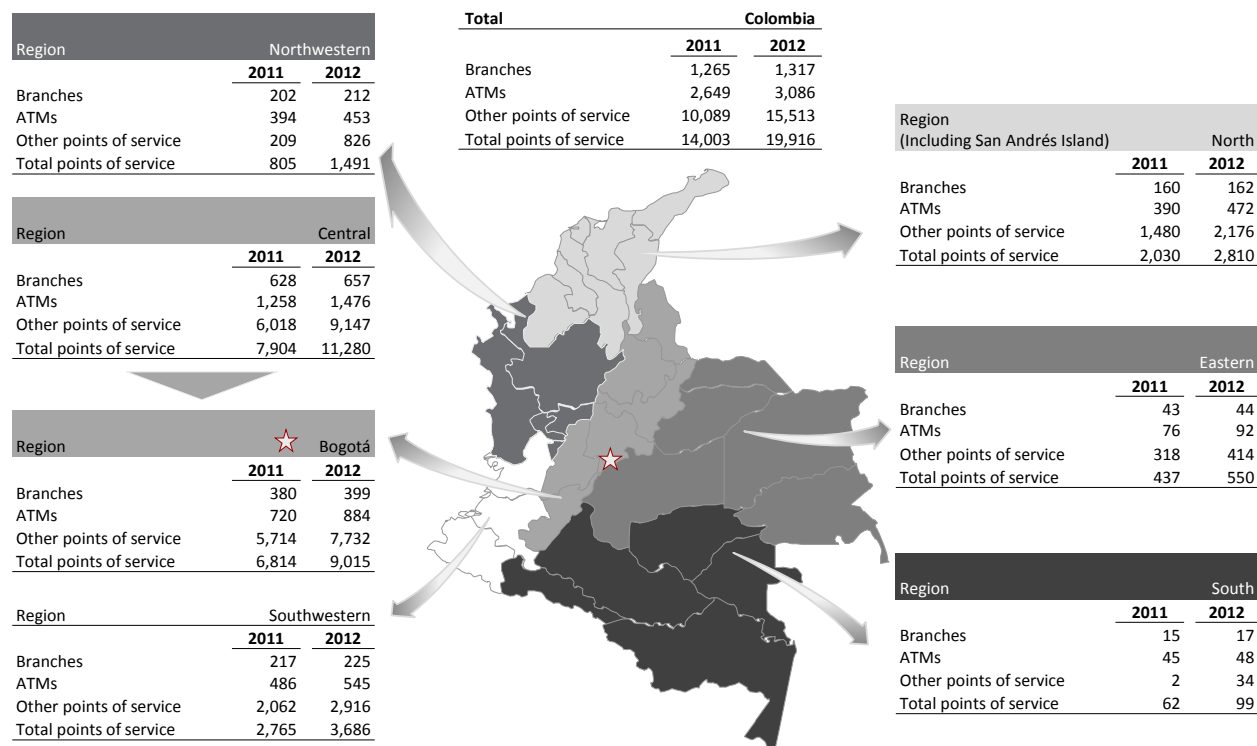 Region Northwestern
2011 2012
Branches 202 212
ATMs 394 453
Other points of service 209 826
Total points of service 805 1,491
Region Central
2011 2012
Branches 628 657
ATMs 1,258 1,476
Other points of service 6,018 9,147
Total points of service 7,904 11,280
Region Bogotá
2011 2012
Branches 380 399
ATMs 720 884
Other points of service 5,714 7,732
Total points of service 6,814 9,015
Region Southwestern
2011 2012
Branches 217 225
ATMs 486 545
Other points of service 2,062 2,916
Total points of service 2,765 3,686
Total Colombia
2011 2012
Branches 1,265 1,317
ATMs 2,649 3,086
Other points of service 10,089 15,513
Total points of service 14,003 19,916
Region
(Including San Andrés Island) North
2011 2012
Branches 160 162
ATMs 390 472
Other points of service 1,480 2,176
Total points of service 2,030 2,810
Region Eastern
2011 2012
Branches 43 44
ATMs 76 92
Other points of service 318 414
Total points of service 437 550
Region South
2011 2012
Branches 15 17
ATMs 45 48
Other points of service 2 34
Total points of service 62 99